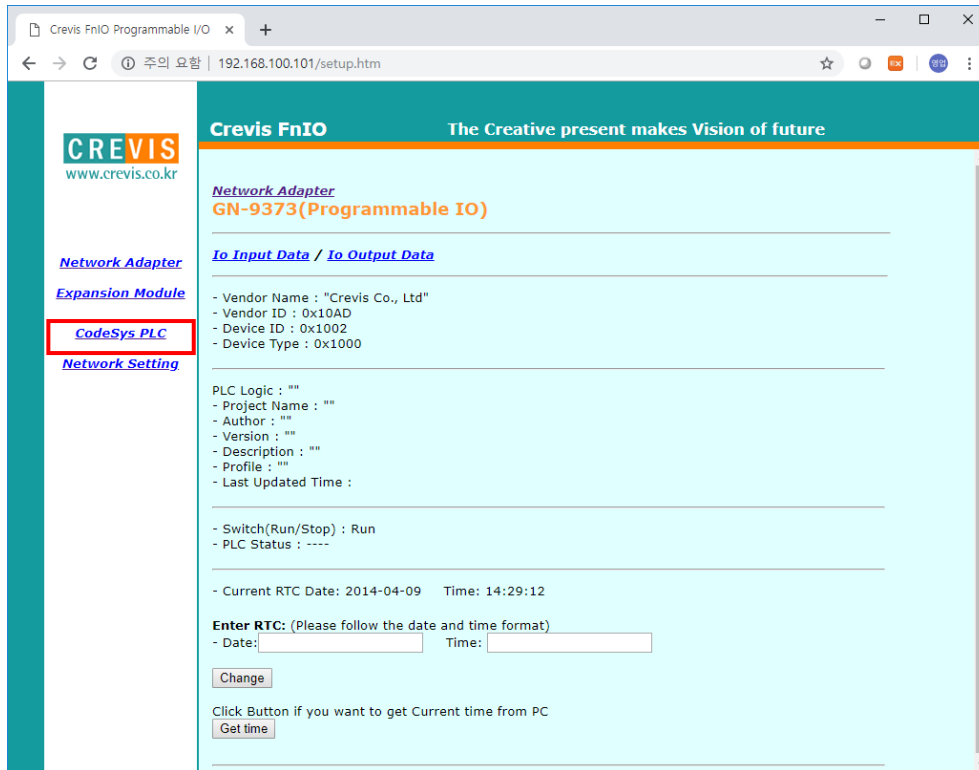 Crevis FnIO Programmable I/O
주의 요함 | 192.168.100.101/setup.htm
EX
영업
CREVIS
www.crevis.co.kr
Network Adapter
Expansion Module
CodeSys PLC
Network Setting
Crevis FnIO The Creative present makes Vision of future
Network Adapter
GN-9373(Programmable IO)
Io Input Data / Io Output Data
- Vendor Name : "Crevis Co., Ltd"
- Vendor ID : 0x10AD
- Device ID : 0x1002
- Device Type : 0x1000
PLC Logic : ""
- Project Name : ""
- Author : ""
- Version : ""
- Description : ""
- Profile : ""
- Last Updated Time :
- Switch(Run/Stop) : Run
- PLC Status : ----
- Current RTC Date: 2014-04-09 Time: 14:29:12
Enter RTC: (Please follow the date and time format)
- Date: Time:
Change
Click Button if you want to get Current time from PC
Get time